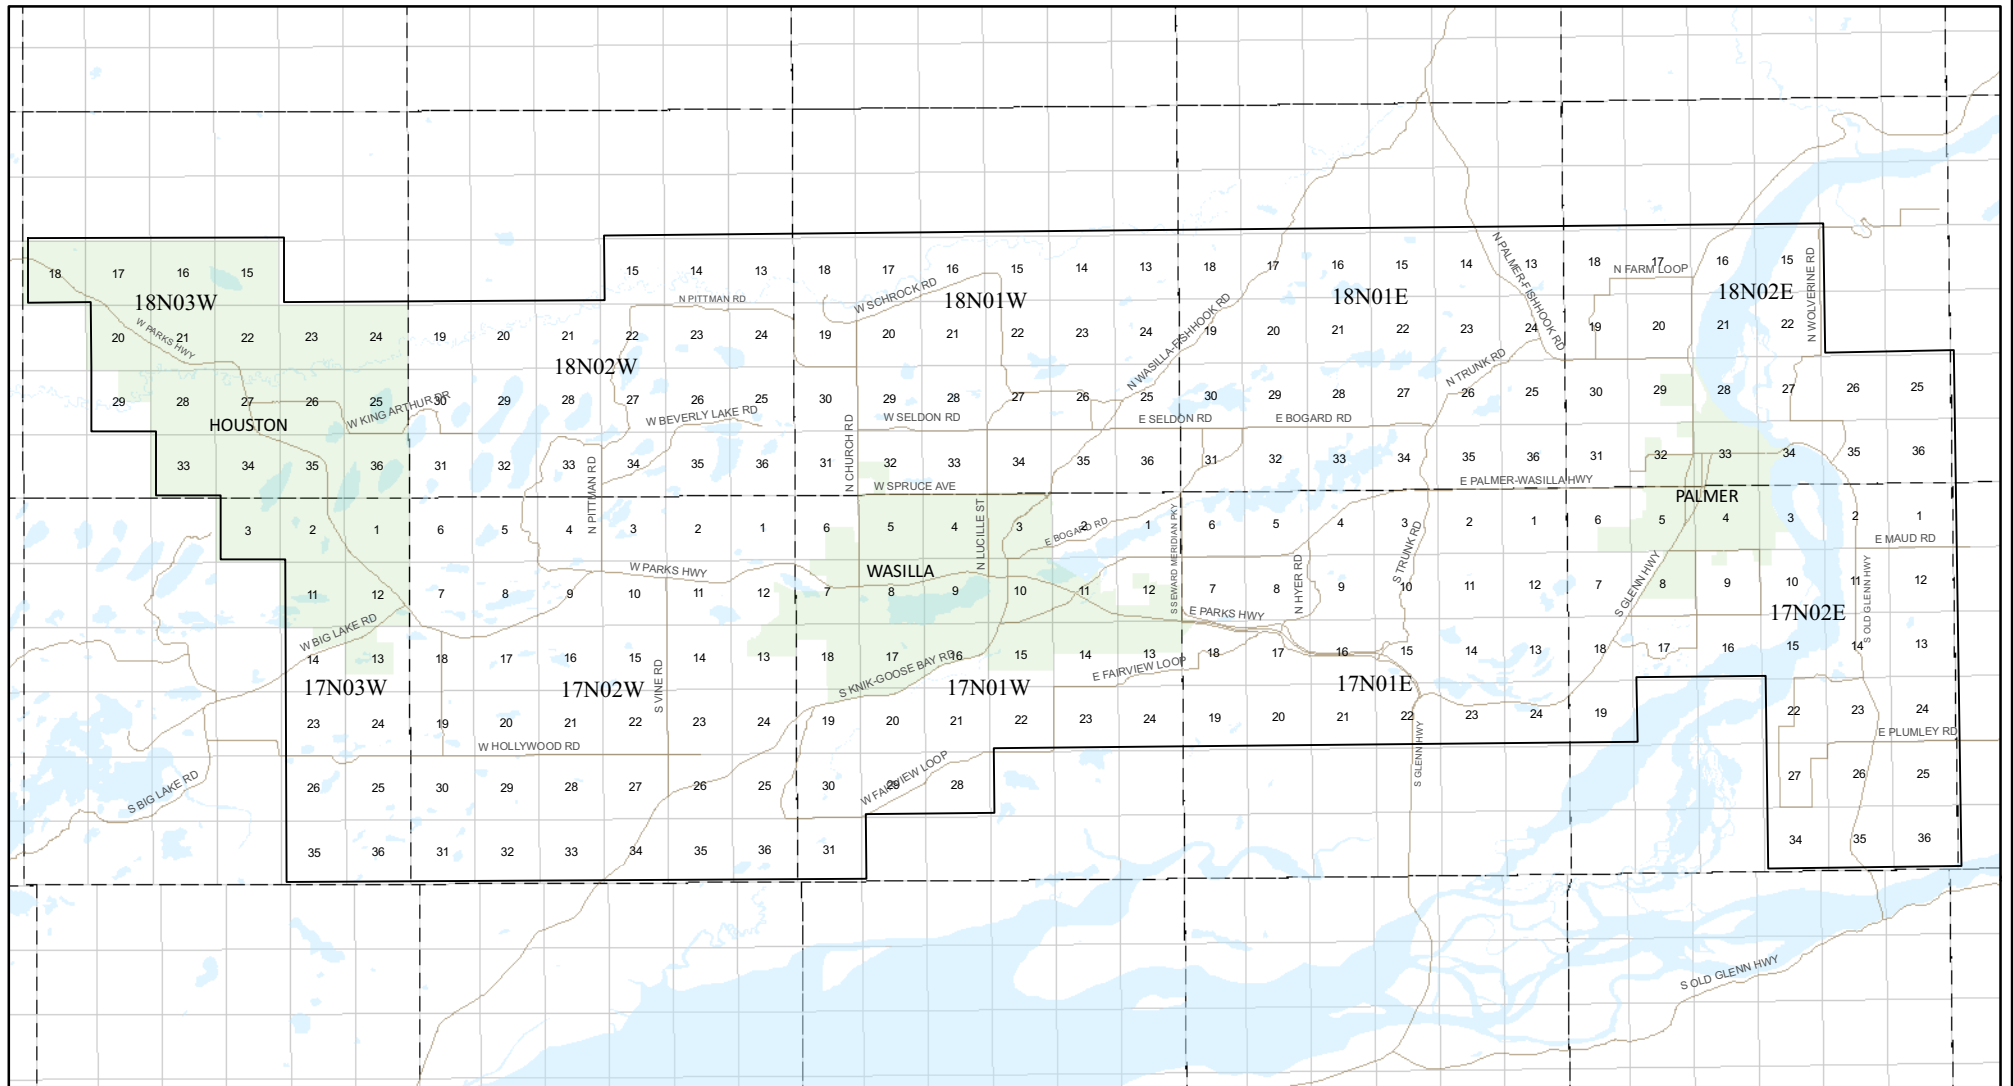 18 17 16 15 15 14 13 18 17 16 15 14 13 18 17 16 15 14 13 18 17 16 15
18N03W 18N01W 18N01E 18N02E
N PITTMAN RD
W SCHROCK RD
N WASILLA-FISHHOOK RD
N PALMER-FISHHOOK RD
N FARM LOOP
N WOLVERINE RD
W PARKS HWY
20 21 22 23 24 19 20 21 22 23 24 19 20 21 22 23 24 19 20 21 22 23 24 19 20 21 22
18N02W
N TRUNK RD
29 28 27 26 25 30 29 28 27 26 25 30 29 28 27 26 25 30 29 28 27 26 25 30 29 28 27 26 25
HOUSTON
W KING ARTHUR DR
W BEVERLY LAKE RD
N CHURCH RD
W SELDON RD
E SELDON RD
E BOGARD RD
33 34 35 36 31 32 33 34 35 36 31 32 33 34 35 36 31 32 33 34 35 36 31 32 33 34 35 36
N PITTMAN RD
W SPRUCE AVE
E PALMER-WASILLA HWY
PALMER
3 2 1 6 5 4 3 2 1 6 5 4 3 2 1 6 5 4 3 2 1 6 5 4 3 2 1
N LUCILLE ST
E BOGARD RD
S SEWARD MERIDIAN PKY
S TRUNK RD
E MAUD RD
W PARKS HWY
WASILLA
N HYER RD
S GLENN HWY
S OLD GLENN HWY
11 12 7 8 9 10 11 12 7 8 9 10 11 12 7 8 9 10 11 12 7 8 9 10 11 12
W BIG LAKE RD
E PARKS HWY
17N02E
14 13 18 17 16 15 14 13 18 17 16 15 14 13 18 17 16 15 14 13 18 17 16 15 14 13
17N03W 17N02W 17N01W 17N01E
S VINE RD
S KNIK-GOOSE BAY RD
E FAIRVIEW LOOP
23 24 19 20 21 22 23 24 19 20 21 22 23 24 19 20 21 22 23 24 19 22 23 24
W HOLLYWOOD RD
S GLENN HWY
E PLUMLEY RD
S BIG LAKE RD
26 25 30 29 28 27 26 25 30 29 28 27 26 25
W FAIRVIEW LOOP
35 36 31 32 33 34 35 36 31 34 35 36
S OLD GLENN HWY